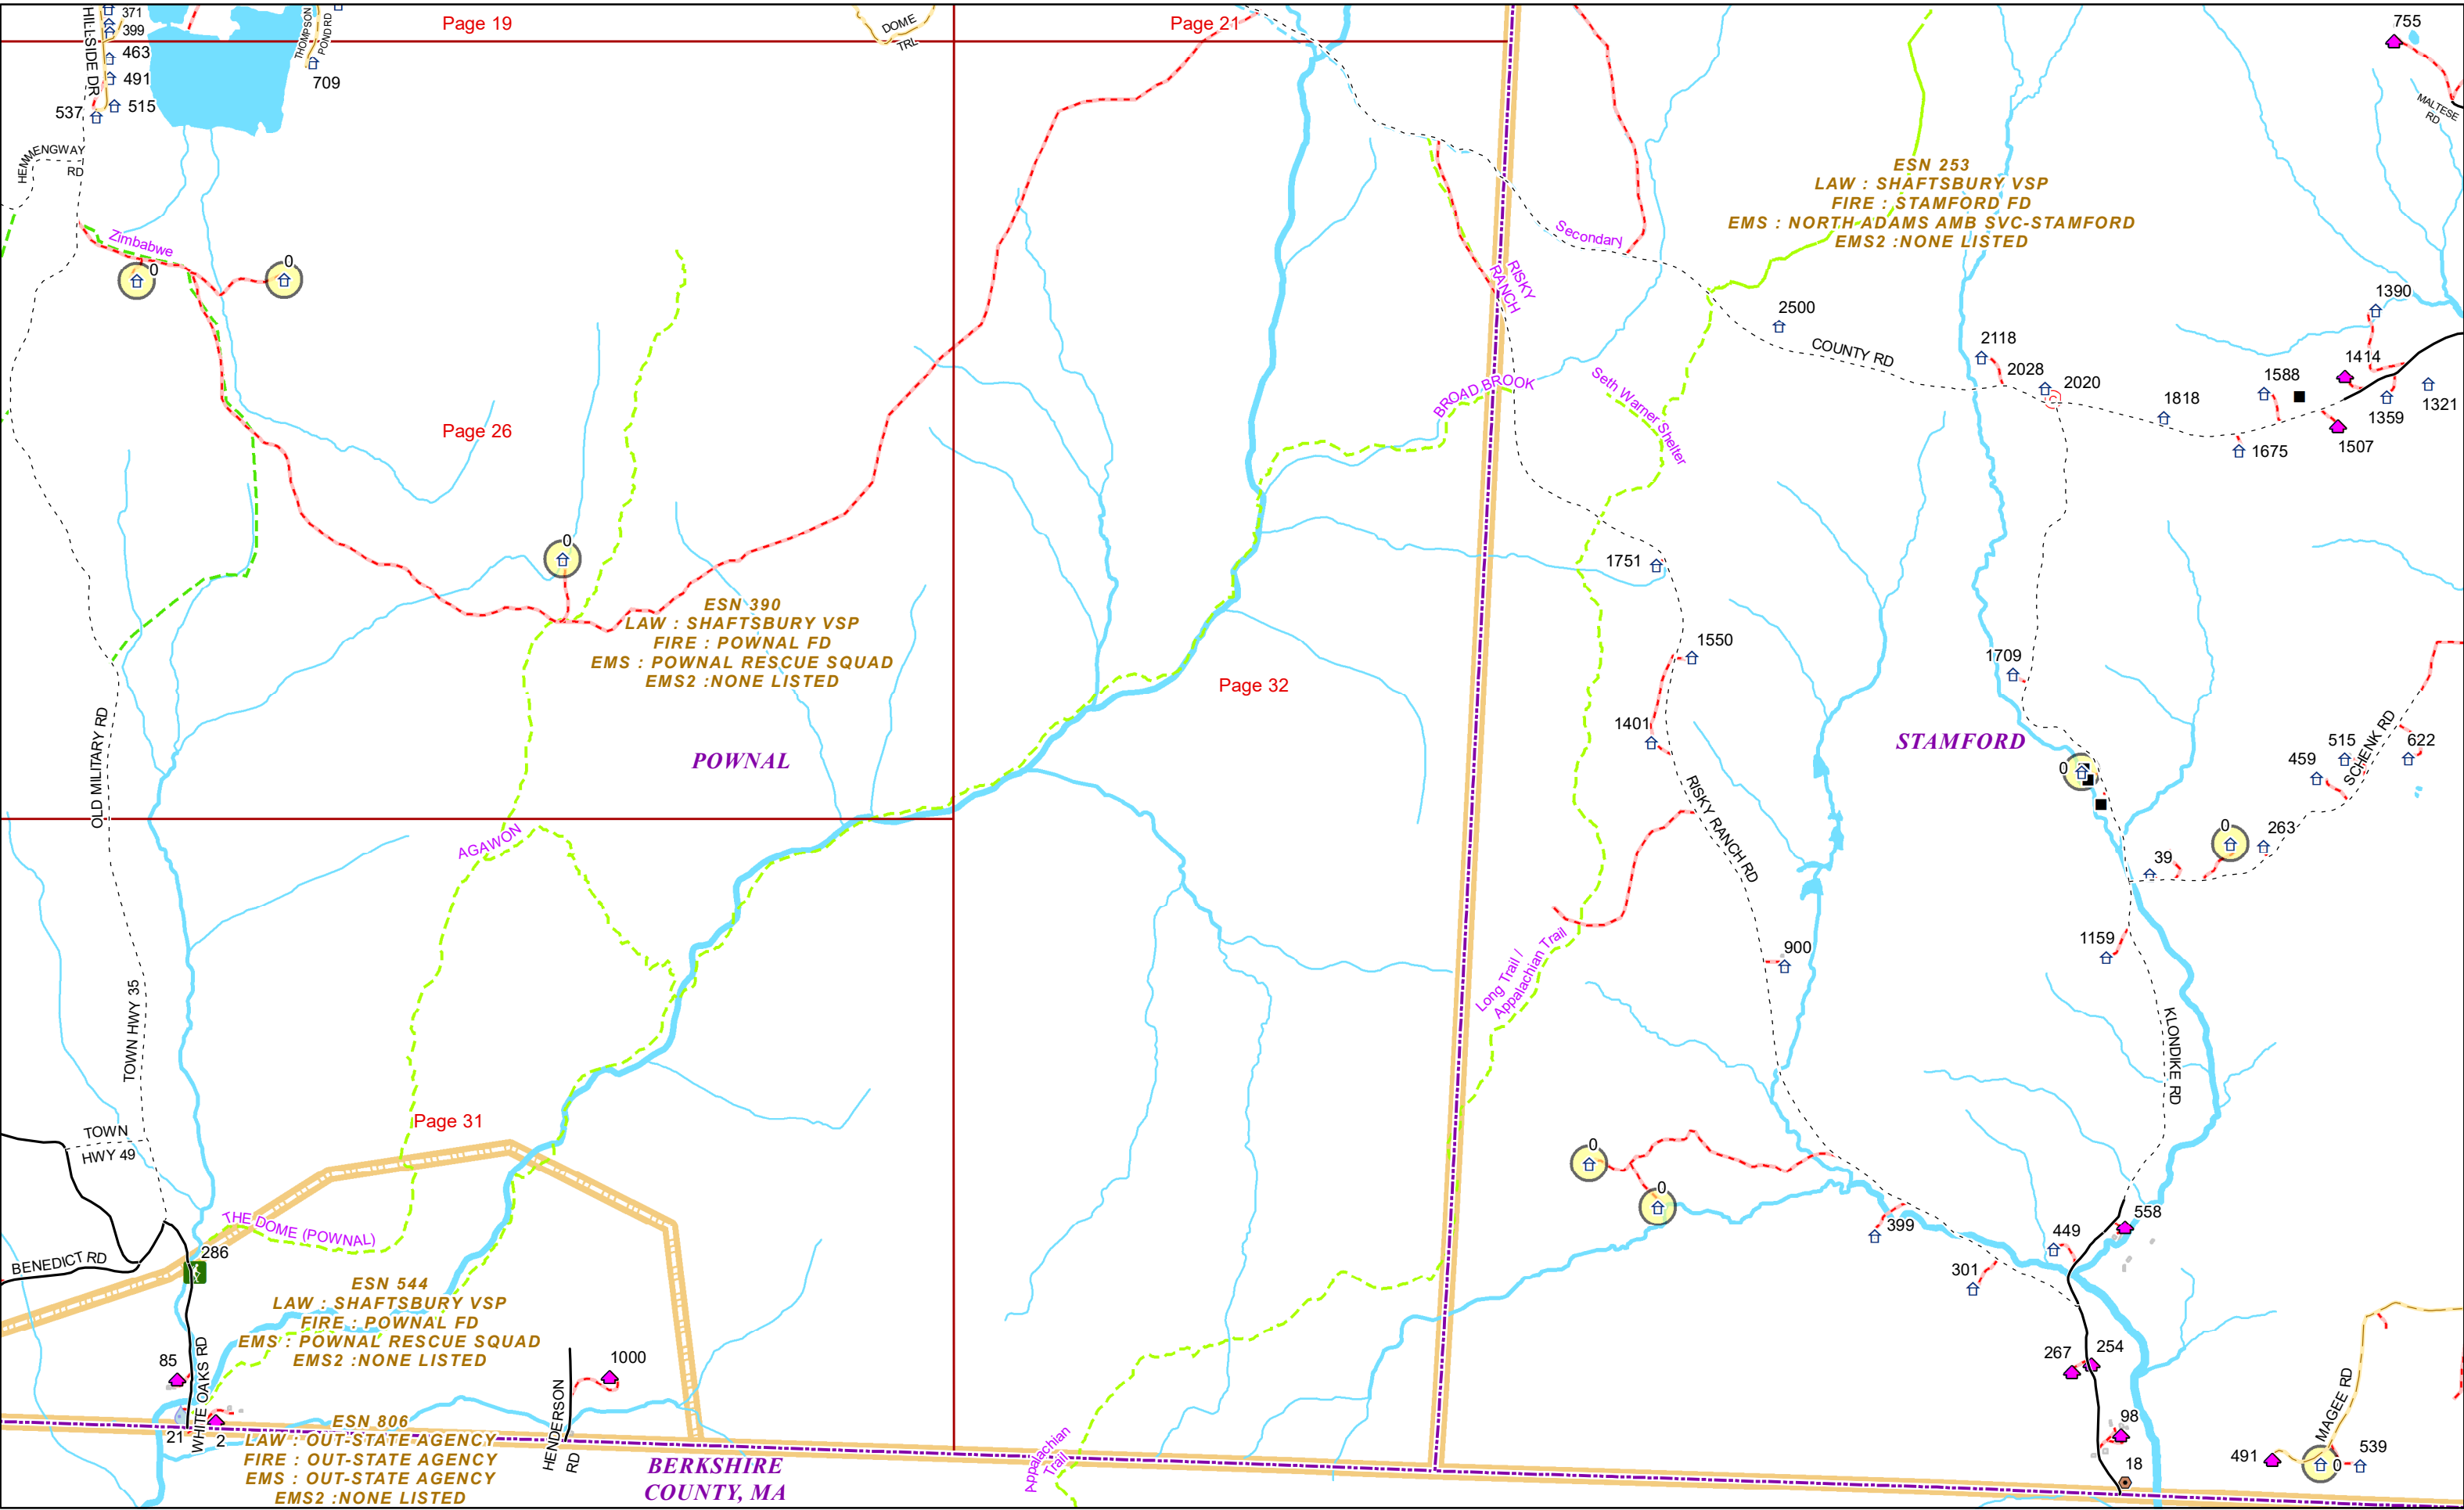 371
399
463
491
515
537
HILLSIDE DR
THOMPSON
POND RD
709
Page 19
DOME
TRL
Page 21
755
MALTESE
RD
HEMMENGWAY
RD
Zimbabwe
0
0
ESN 253
LAW : SHAFTSBURY VSP
FIRE : STAMFORD FD
EMS : NORTH ADAMS AMB SVC-STAMFORD
EMS2 :NONE LISTED
Secondary
RISKY
RANCH
2500
COUNTY RD
2118
2028
2020
1818
1588
1675
1390
1414
1359
1321
1507
BROAD BROOK
Seth Warner Shelter
Page 26
0
ESN 390
LAW : SHAFTSBURY VSP
FIRE : POWNAL FD
EMS : POWNAL RESCUE SQUAD
EMS2 :NONE LISTED
1751
1550
1401
1709
Page 32
POWNAL
STAMFORD
OLD MILITARY RD
RISKY RANCH RD
0
459
515
SCHENK RD
622
0
263
39
AGAWON
900
1159
Long Trail /
Appalachian Trail
TOWN HWY 35
KLONDIKE RD
Page 31
TOWN
HWY 49
0
0
THE DOME (POWNAL)
286
BENEDICT RD
399
301
449
558
ESN 544
LAW : SHAFTSBURY VSP
FIRE : POWNAL FD
EMS : POWNAL RESCUE SQUAD
EMS2 :NONE LISTED
85
WHITE OAKS RD
1000
HENDERSON
RD
267
254
MAGEE RD
98
18
491
0
539
21
2
ESN 806
LAW : OUT-STATE AGENCY
FIRE : OUT-STATE AGENCY
EMS : OUT-STATE AGENCY
EMS2 :NONE LISTED
BERKSHIRE
COUNTY, MA
Appalachian
Trail